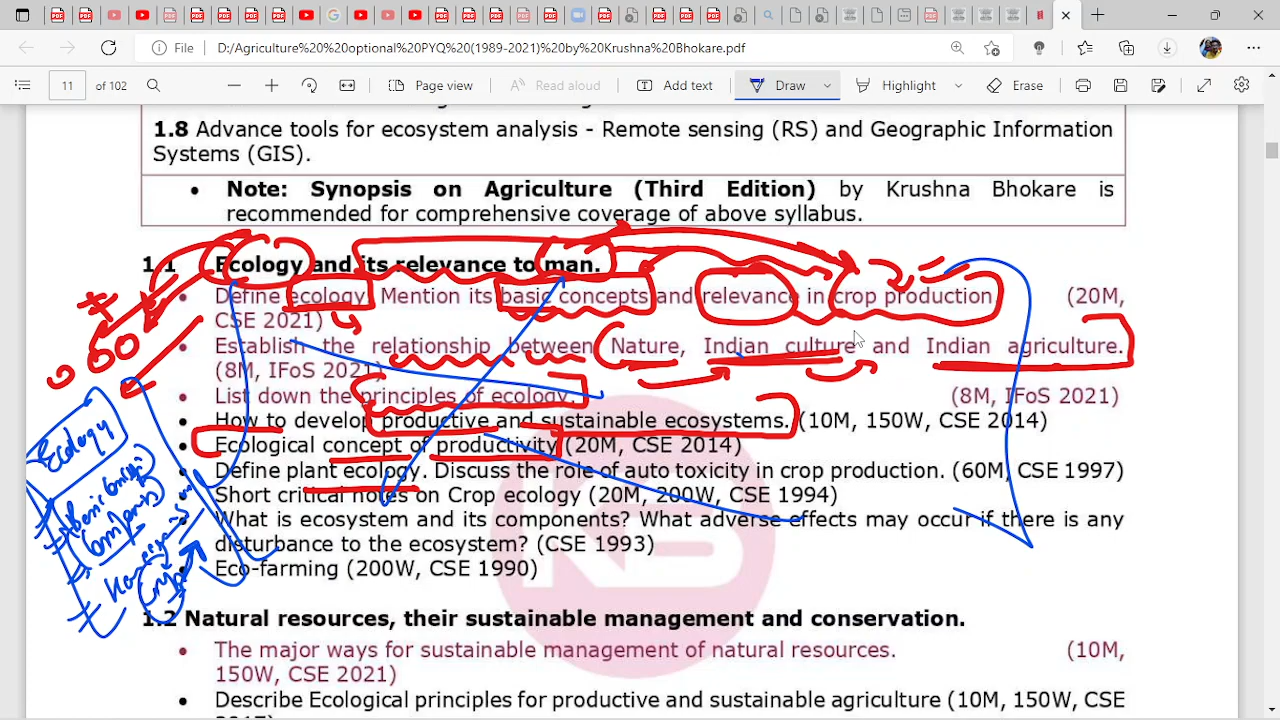 File
D:/Agriculture%20%20optional%20PYQ%20(1989-2021)%20by%20Krushna%20Bhokare.pdf
11 of 102
Page view
Read aloud
Add text
Draw
Highlight
Erase
1.8 Advance tools for ecosystem analysis - Remote sensing (RS) and Geographic Information
Systems (GIS).
• Note: Synopsis on Agriculture (Third Edition) by Krushna Bhokare is
recommended for comprehensive coverage of above syllabus.
1.1 Ecology and its relevance to man.
• Define ecology. Mention its basic concepts and relevance in crop production. (20M,
CSE 2021)
• Establish the relationship between Nature, Indian culture and Indian agriculture.
(8M, IFoS 2021)
• List down the principles of ecology. (8M, IFoS 2021)
• How to develop productive and sustainable ecosystems. (10M, 150W, CSE 2014)
• Ecological concept of productivity (20M, CSE 2014)
• Define plant ecology. Discuss the role of auto toxicity in crop production. (60M, CSE 1997)
• Short critical notes on Crop ecology (20M, 200W, CSE 1994)
• What is ecosystem and its components? What adverse effects may occur if there is any
disturbance to the ecosystem? (CSE 1993)
• Eco-farming (200W, CSE 1990)
Ecology
1.2 Natural resources, their sustainable management and conservation.
• The major ways for sustainable management of natural resources. (10M,
150W, CSE 2021)
• Describe Ecological principles for productive and sustainable agriculture (10M, 150W, CSE